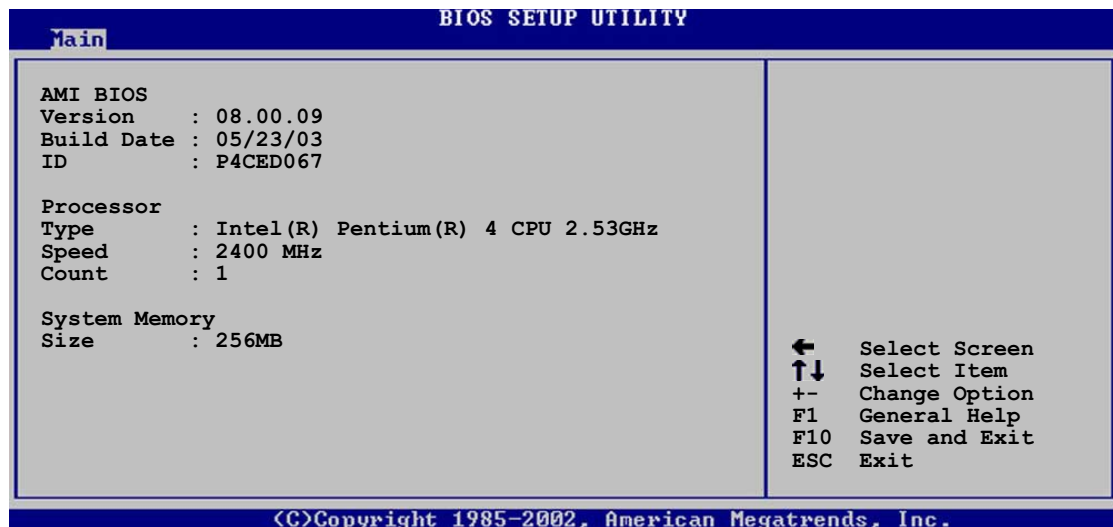 BIOS SETUP UTILITY
Main
AMI BIOS
Version : 08.00.09
Build Date : 05/23/03
ID : P4CED067
Processor
Type : Intel(R) Pentium(R) 4 CPU 2.53GHz
Speed : 2400 MHz
Count : 1
System Memory
Size : 256MB
← Select Screen
↑↓ Select Item
+- Change Option
F1 General Help
F10 Save and Exit
ESC Exit
(C)Copyright 1985-2002, American Megatrends, Inc.